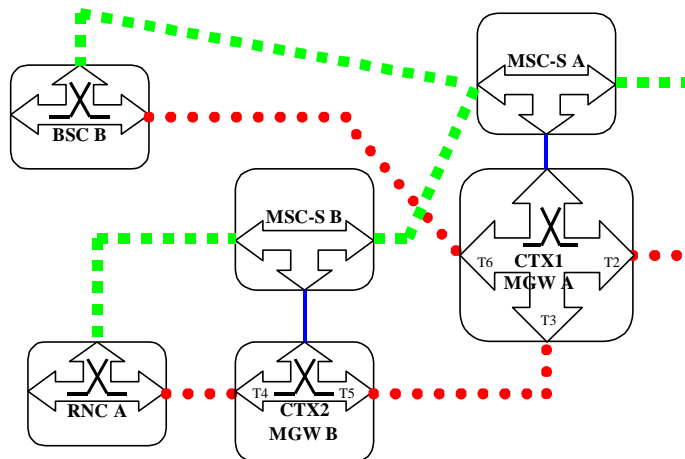 MSC-S A
BSC B
MSC-S B
T6
CTX1
T2
MGW A
T3
T4
T5
RNC A
CTX2
MGW B